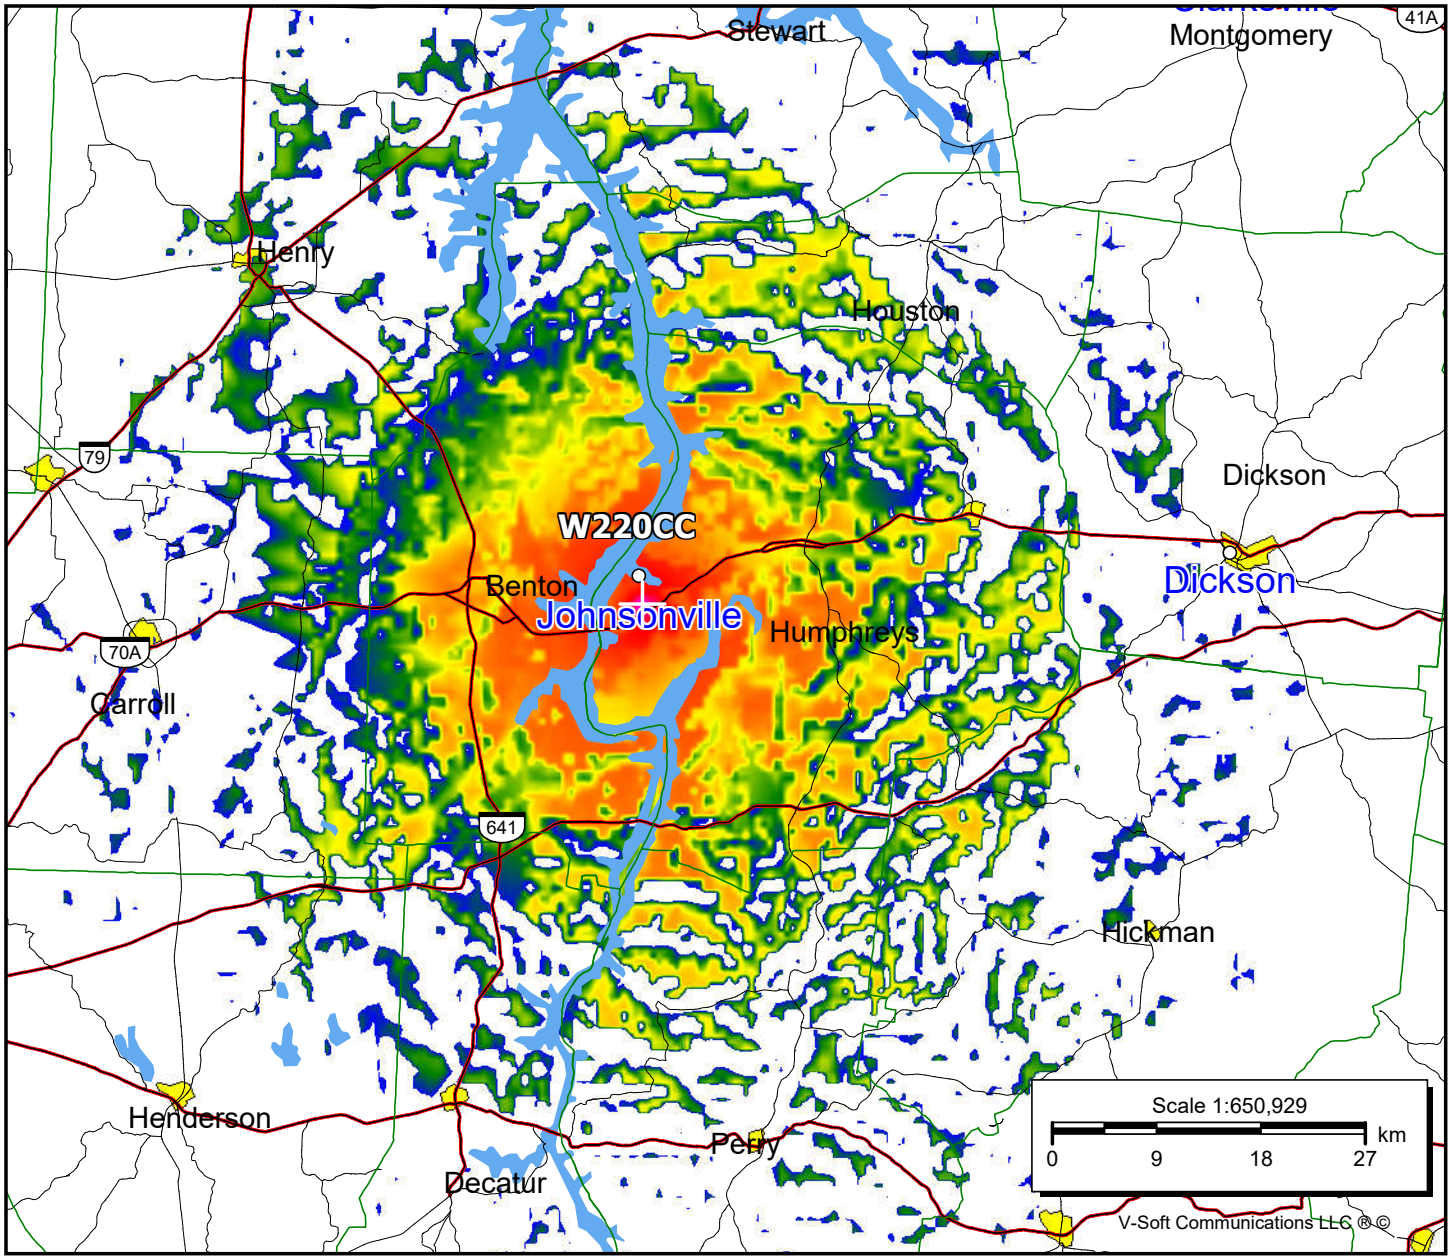 Clarksville
41A
Stewart
Montgomery
Henry
Houston
79
Dickson
W220CC
Dickson
Benton
Johnsonville
Humphreys
70A
Carroll
641
Hickman
Scale 1:650,929
km
0 9 18 27
Henderson
Perry
Decatur
V-Soft Communications LLC ® ©